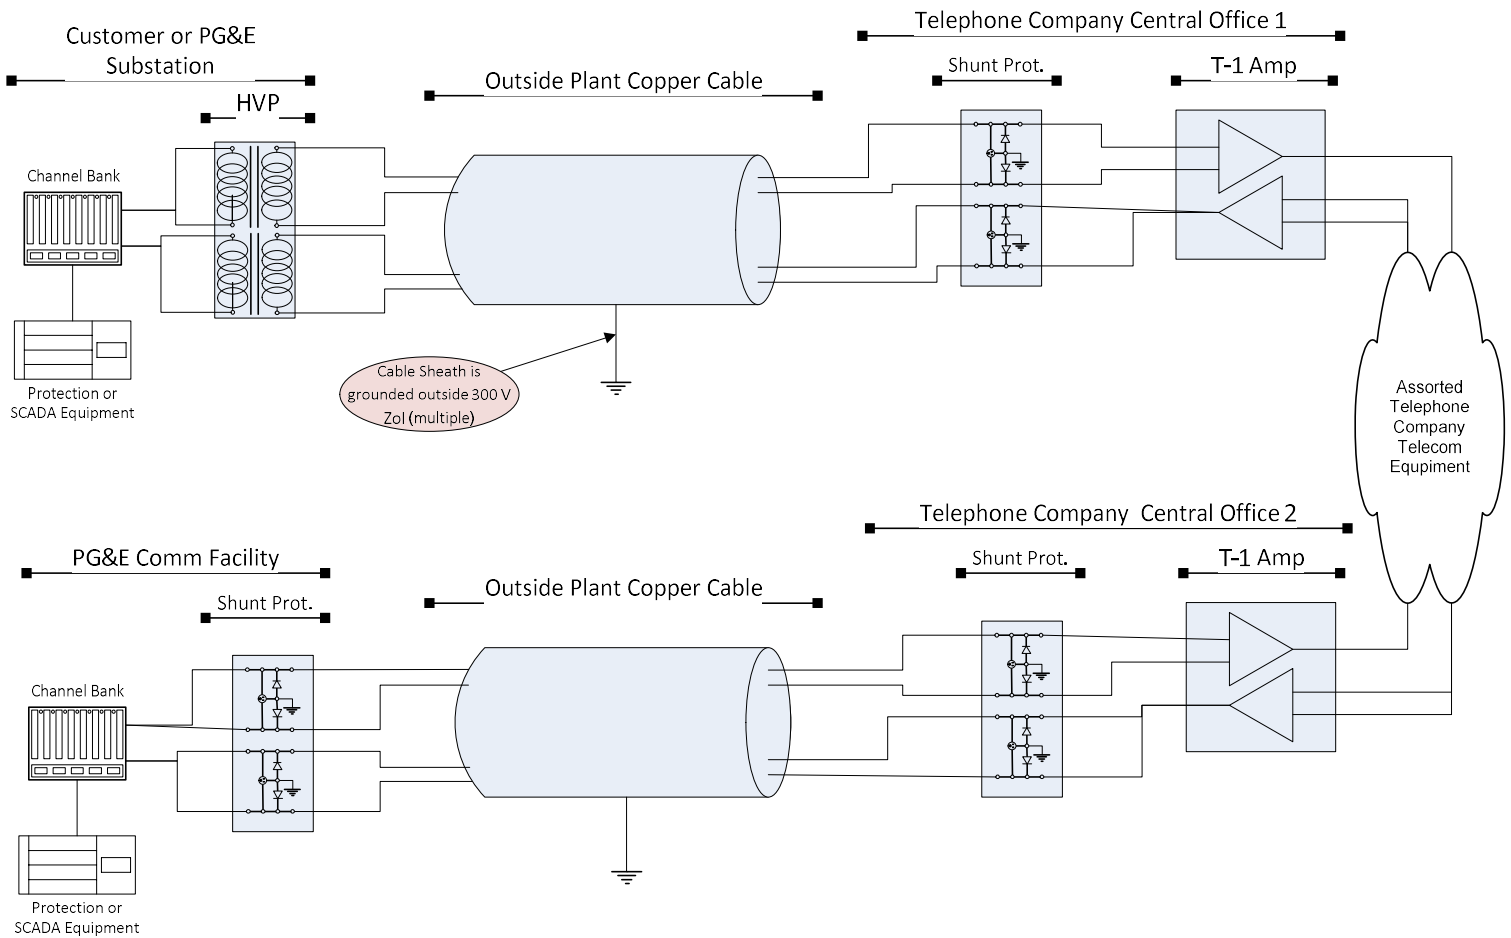 Telephone Company Central Office 1
Customer or PG&E
Substation
Outside Plant Copper Cable
Shunt Prot.
T-1 Amp
HVP
Channel Bank
Protection or
SCADA Equipment
Cable Sheath is
grounded outside 300 V
ZoI (multiple)
Assorted
Telephone
Company
Telecom
Equpiment
Telephone Company Central Office 2
PG&E Comm Facility
Outside Plant Copper Cable
Shunt Prot.
T-1 Amp
Shunt Prot.
Channel Bank
Protection or
SCADA Equipment